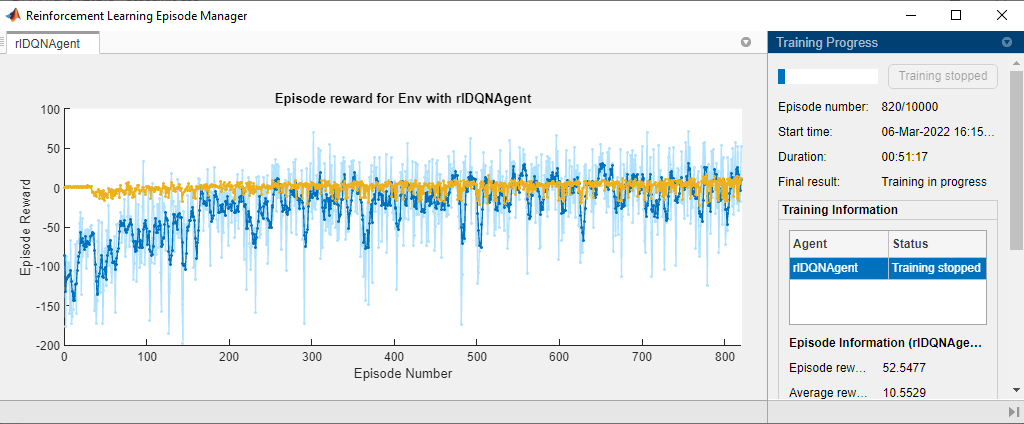 Reinforcement Learning Episode Manager
rlDQNAgent
Episode reward for Env with rlDQNAgent
Episode Reward
100
50
0
-50
-100
-150
-200
0 100 200 300 400 500 600 700 800
Episode Number
Training Progress
Training stopped
Episode number: 820/10000
Start time: 06-Mar-2022 16:15...
Duration: 00:51:17
Final result: Training in progress
Training Information
Agent Status
rlDQNAgent Training stopped
Episode Information (rlDQNAge...
Episode rew... 52.5477
Average rew... 10.5529